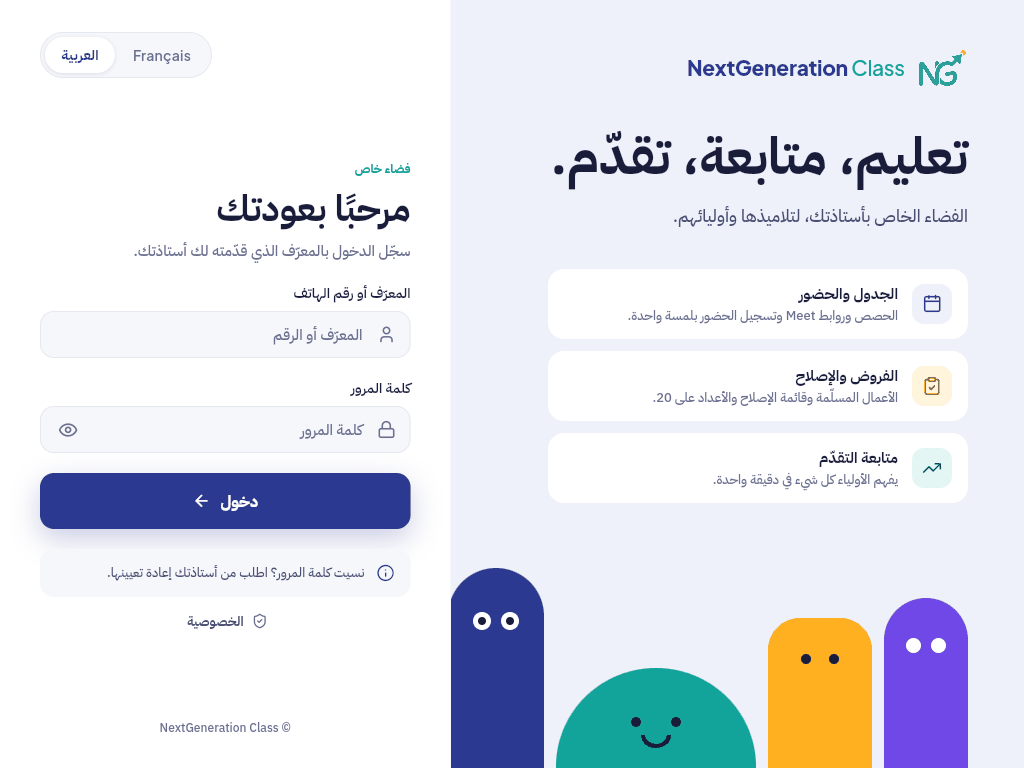 NG
NextGeneration Class
تعليم، متابعة، تقدّم.
الفضاء الخاص بأستاذتك، لتلاميذها وأوليائهم.
الجدول والحضور
الحصص وروابط Meet وتسجيل الحضور بلمسة واحدة.
الفروض والإصلاح
الأعمال المسلّمة وقائمة الإصلاح والأعداد على 20.
متابعة التقدّم
يفهم الأولياء كل شيء في دقيقة واحدة.
العربية
Français
فضاء خاص
مرحبًا بعودتك
سجّل الدخول بالمعرّف الذي قدّمته لك أستاذتك.
المعرّف أو رقم الهاتف
المعرّف أو الرقم
كلمة المرور
كلمة المرور
دخول
نسيت كلمة المرور؟ اطلب من أستاذتك إعادة تعيينها.
الخصوصية
© NextGeneration Class